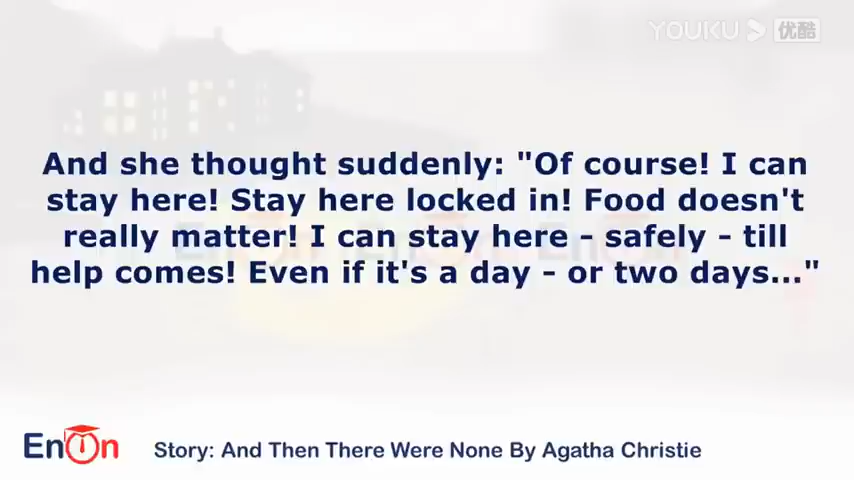 YOUKU 优酷
And she thought suddenly: "Of course! I can
stay here! Stay here locked in! Food doesn't
really matter! I can stay here - safely - till
help comes! Even if it's a day - or two days..."
EnOn
Story: And Then There Were None By Agatha Christie